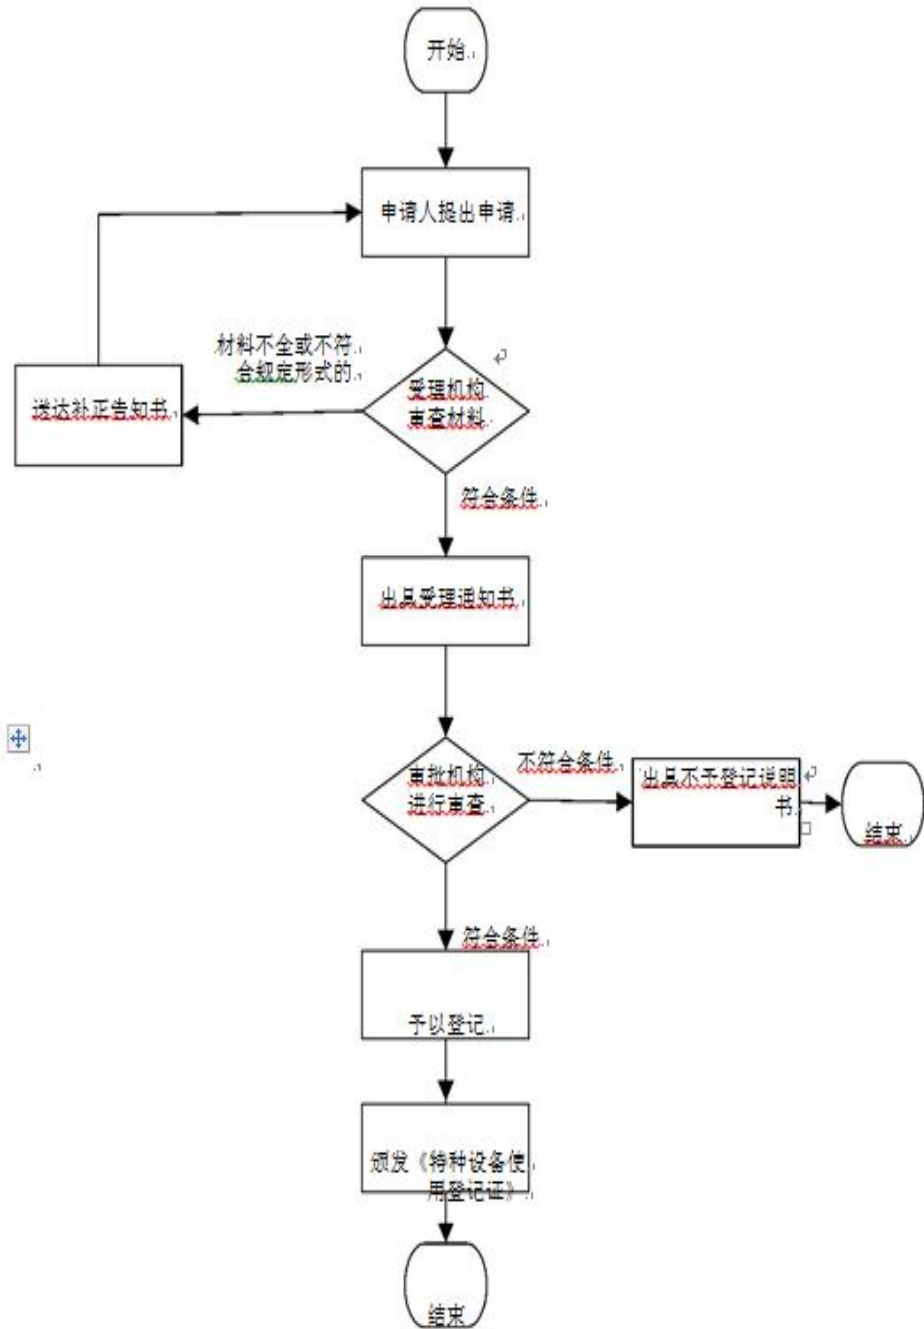 开始
申请人提出申请
材料不全或不符
合规定形式的
受理机构
审查材料
送达补正告知书
符合条件
出具受理通知书
审批机构
进行审查
不符合条件
出具不予登记说明
书
结束
符合条件
予以登记
颁发《特种设备使
用登记证》
结束